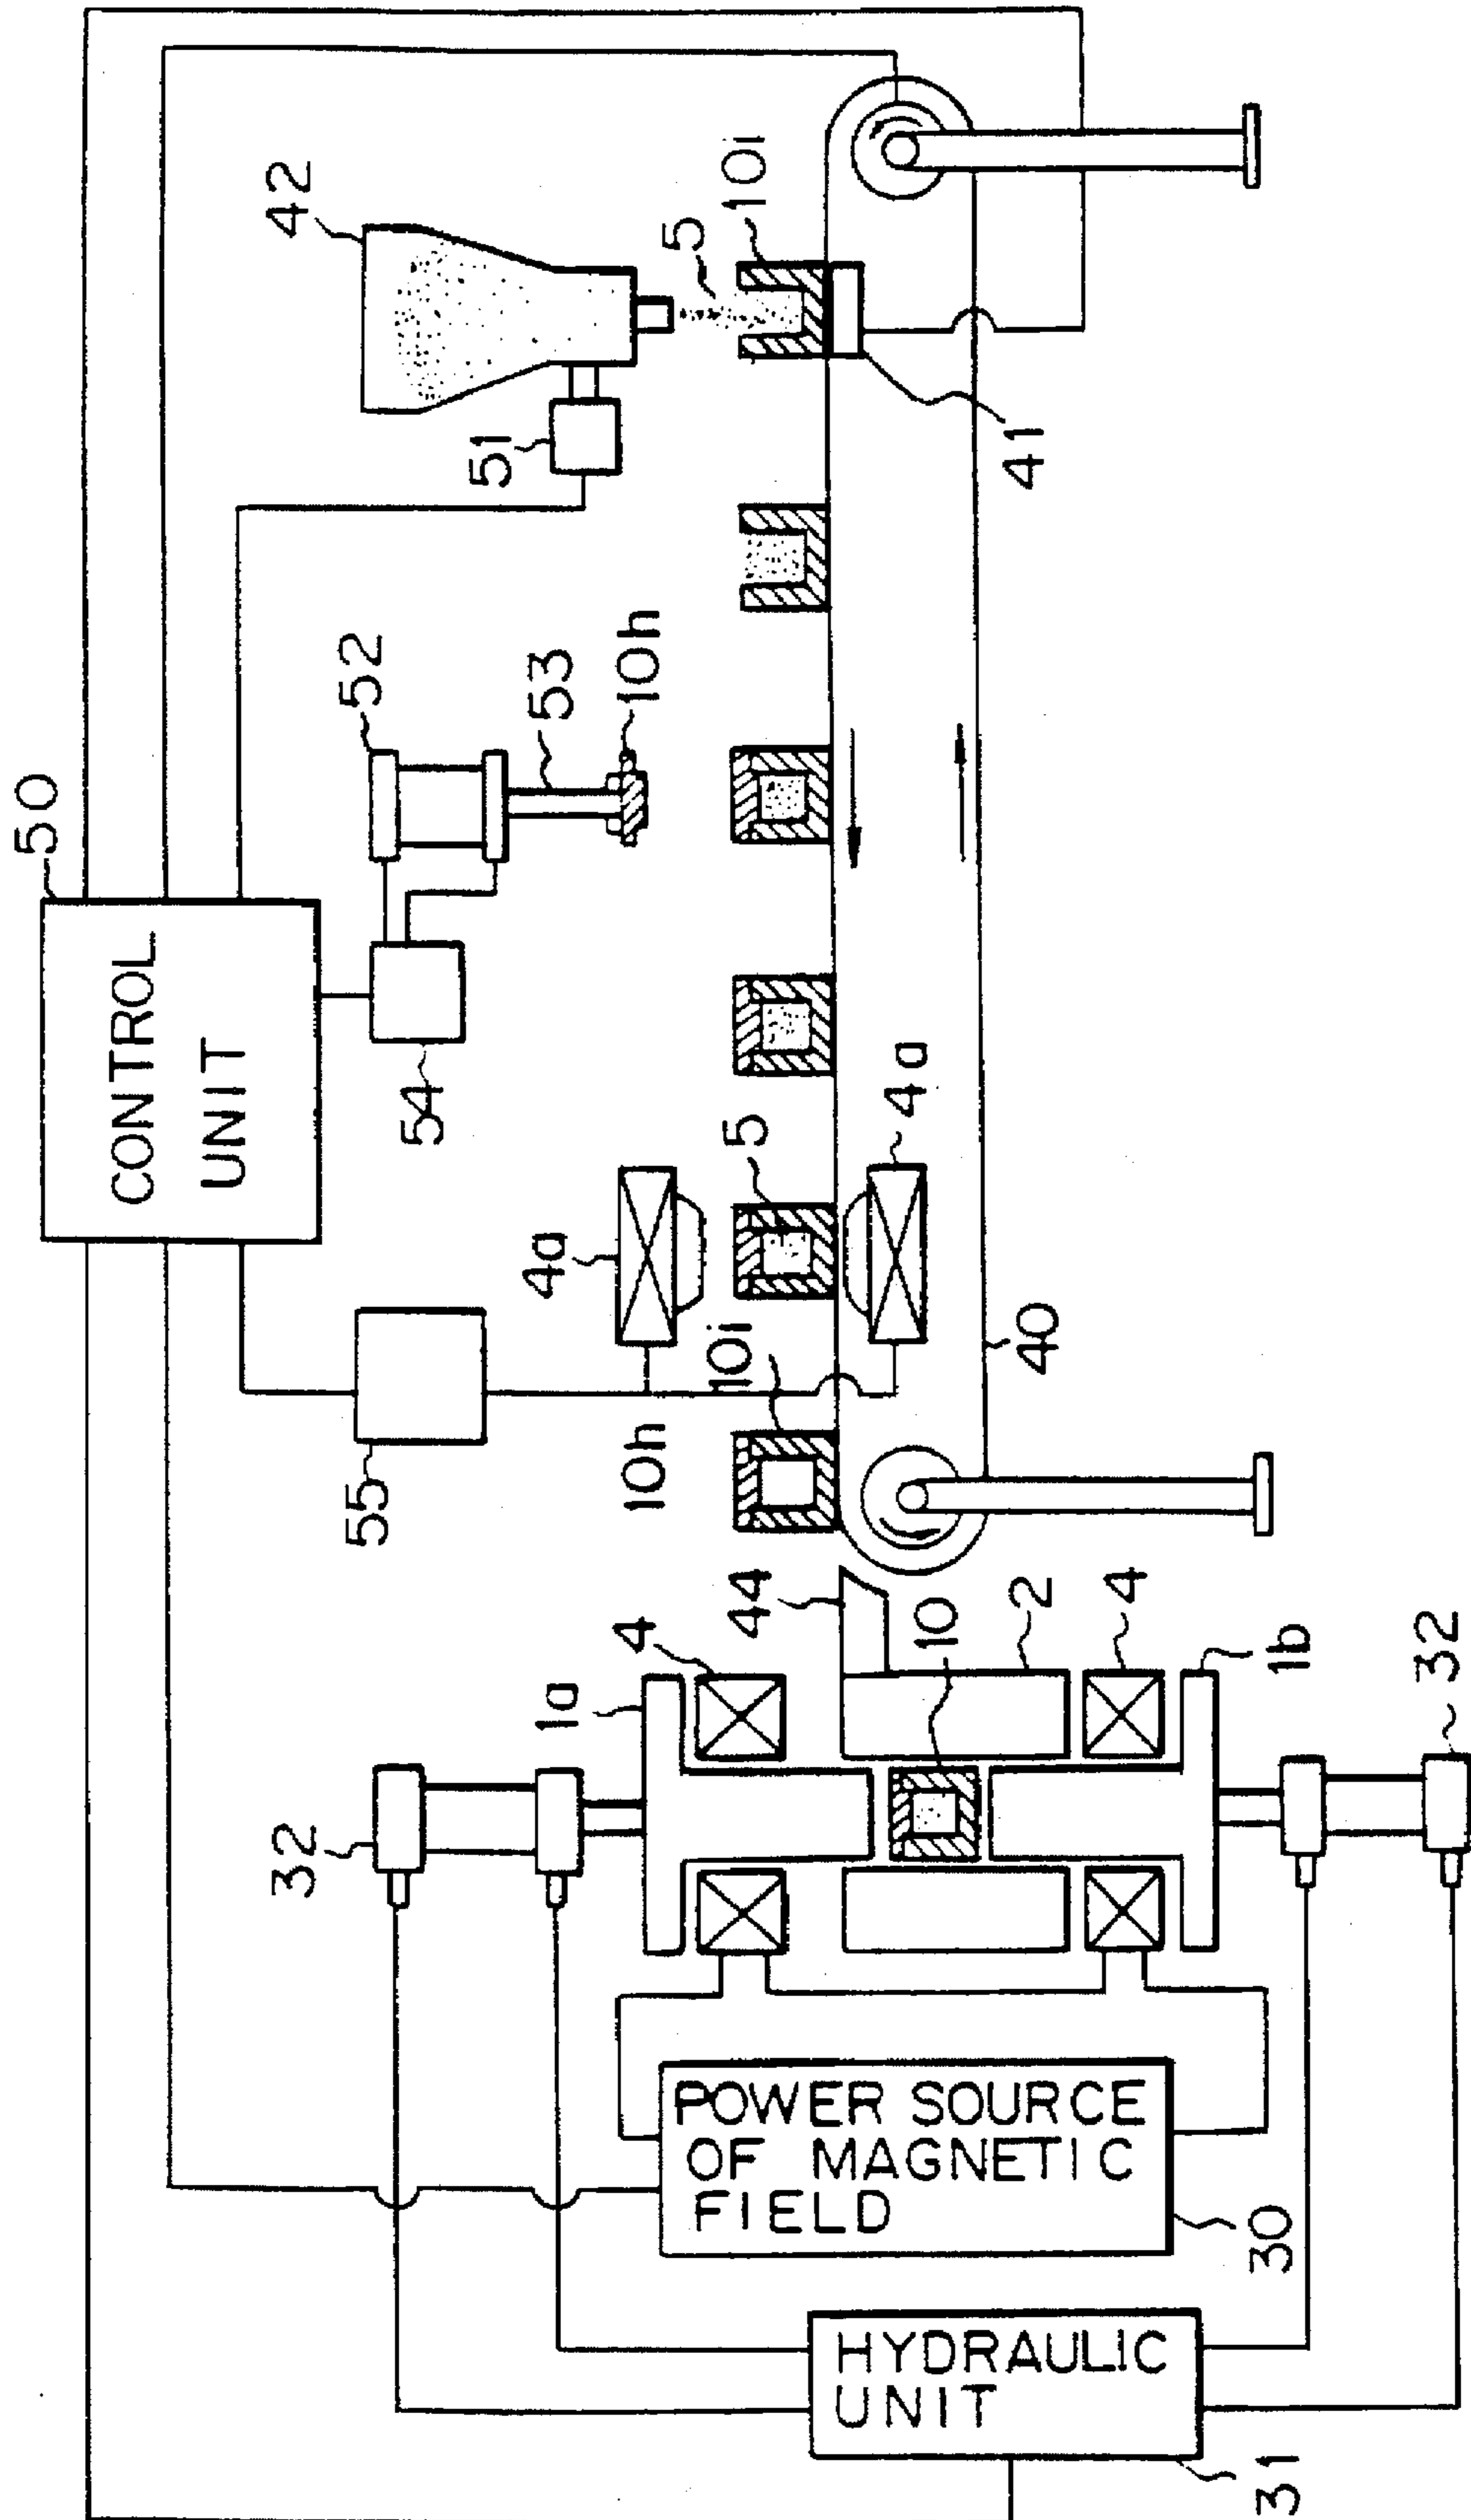 50
CONTROL
UNIT
42
51
5
10i
41
52
53
10h
54
55
4a
5
4a
10h
10i
40
44
4
1a
10
2
4
1b
32
32
POWER SOURCE
OF MAGNETIC
FIELD
30
HYDRAULIC
UNIT
31